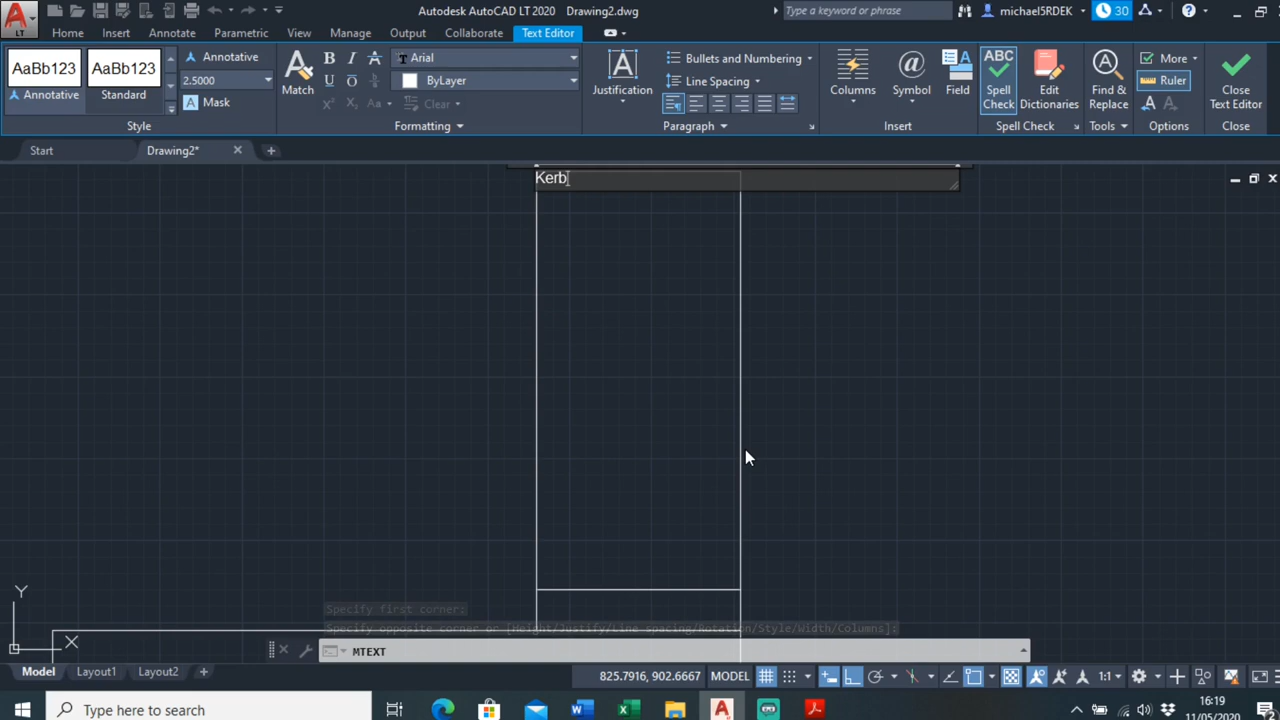 Autodesk AutoCAD LT 2020 Drawing2.dwg
Type a keyword or phrase
michael5RDEK
30
LT
Home Insert Annotate Parametric View Manage Output Collaborate Text Editor
AaBb123 AaBb123
Annotative Standard
Annotative
2.5000
Mask
Match
Arial
ByLayer
Clear
Justification
Bullets and Numbering
Line Spacing
Columns Symbol Field
ABC
Spell Check
Edit Dictionaries
Find & Replace
More
Ruler
Close Text Editor
Style Formatting Paragraph Insert Spell Check Tools Options Close
Start Drawing2*
Kerb
Y
X
Specify first corner:
Specify opposite corner or [Height/Justify/Line spacing/Rotation/Style/Width/Columns]:
MTEXT
Model Layout1 Layout2
825.7916, 902.6667 MODEL
1:1
Type here to search
16:19
11/05/2020